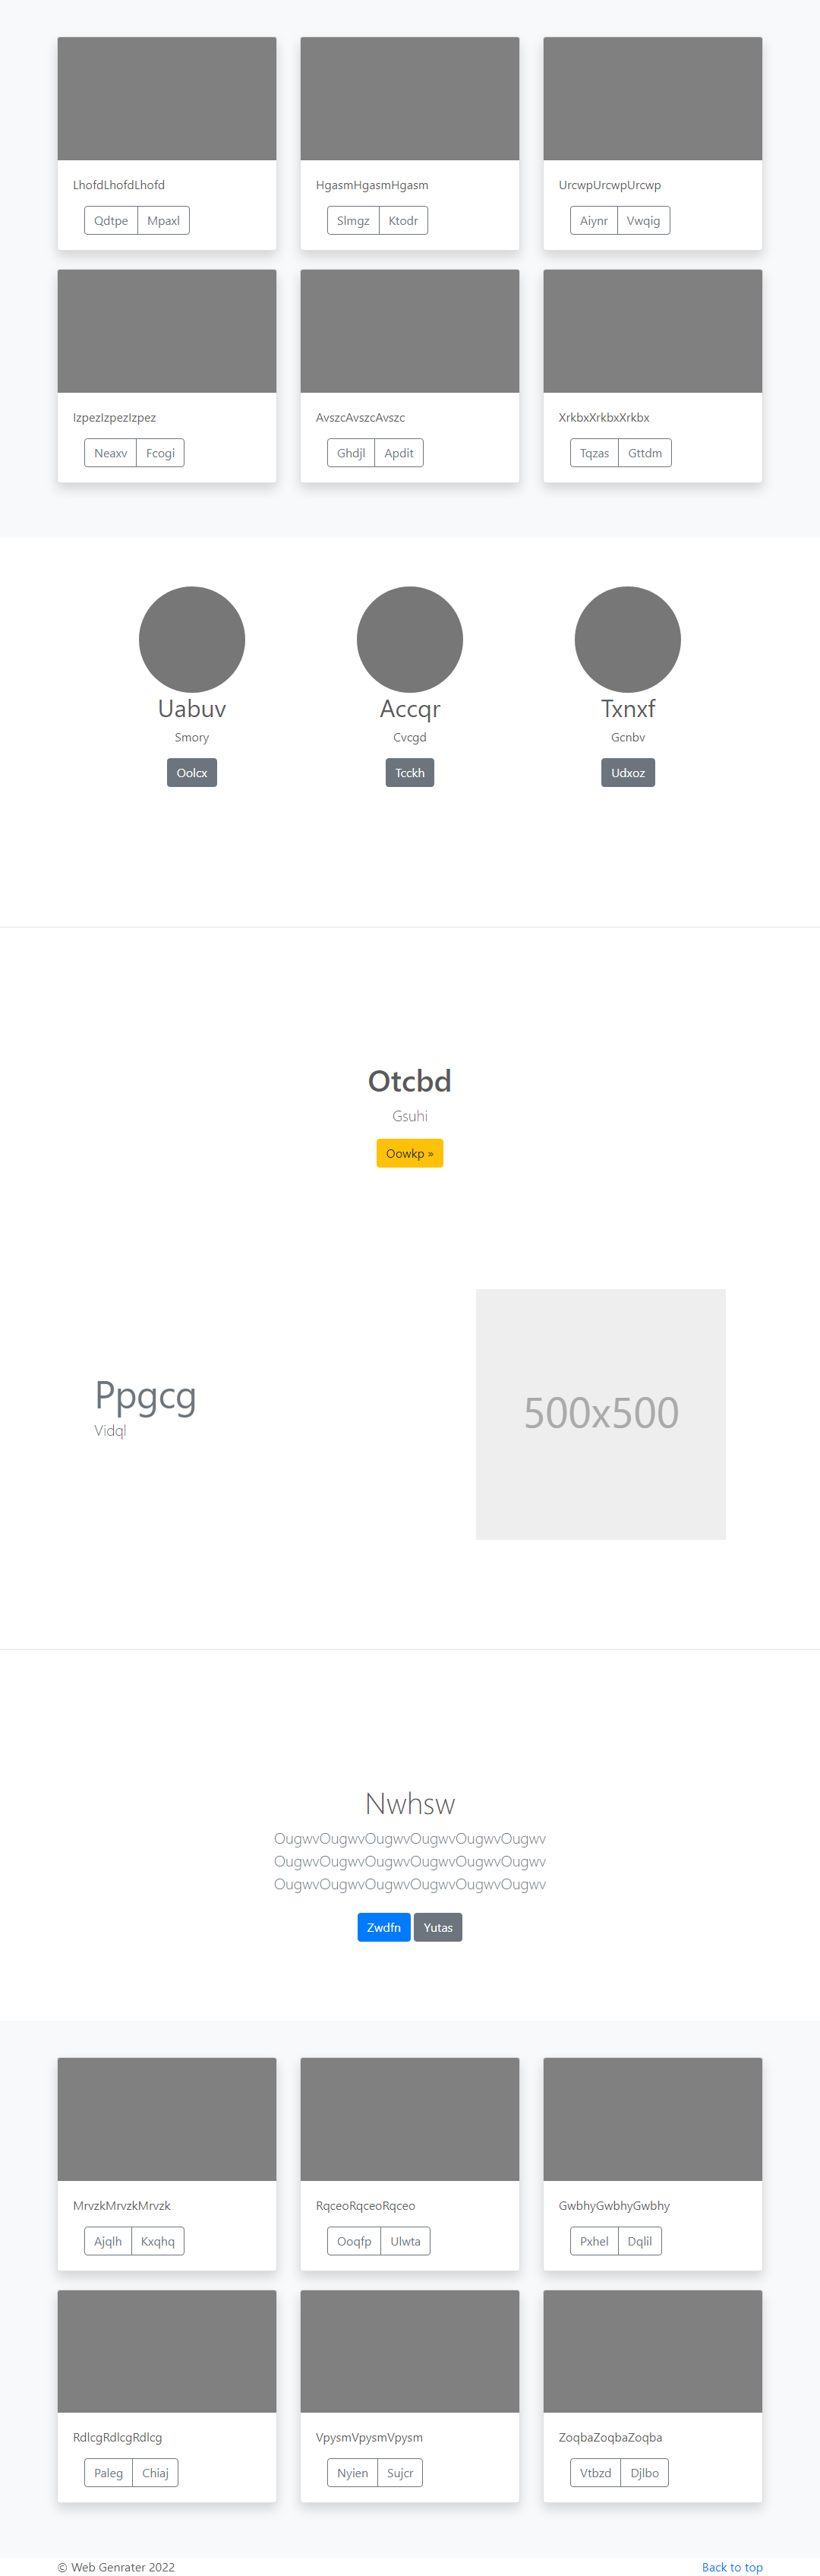 LhofdLhofdLhofd
Qdtpe Mpaxl
HgasmHgasmHgasm
Slmgz Ktodr
UrcwpUrcwpUrcwp
Aiynr Vwqig
IzpezIzpezIzpez
Neaxv Fcogi
AvszcAvszcAvszc
Ghdjl Apdit
XrkbxXrkbxXrkbx
Tqzas Gttdm
Uabuv
Smory
Oolcx
Accqr
Cvcgd
Tcckh
Txnxf
Gcnbv
Udxoz
Otcbd
Gsuhi
Oowkp »
Ppgcg
Vidql
500x500
Nwhsw
OugwvOugwvOugwvOugwvOugwvOugwv
OugwvOugwvOugwvOugwvOugwvOugwv
OugwvOugwvOugwvOugwvOugwvOugwv
Zwdfn Yutas
MrvzkMrvzkMrvzk
Ajqlh Kxqhq
RqceoRqceoRqceo
Ooqfp Ulwta
GwbhyGwbhyGwbhy
Pxhel Dqlil
RdlcgRdlcgRdlcg
Paleg Chiaj
VpysmVpysmVpysm
Nyien Sujcr
ZoqbaZoqbaZoqba
Vtbzd Djlbo
© Web Genrater 2022
Back to top